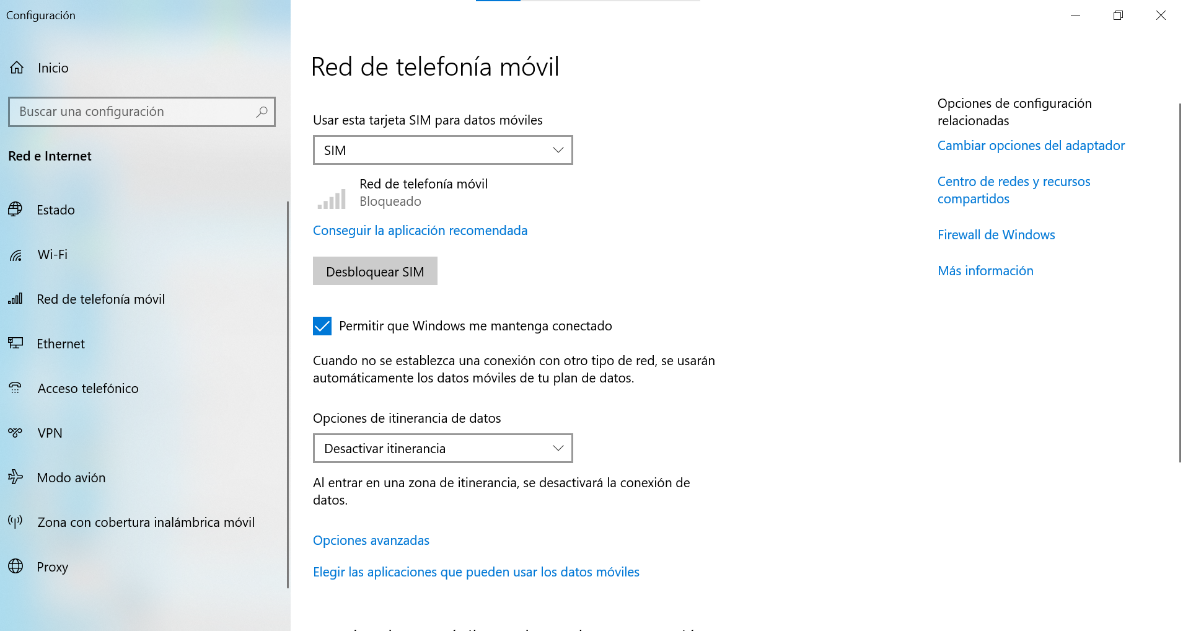 Configuración
Inicio
Buscar una configuración
Red e Internet
Estado
Wi-Fi
Red de telefonía móvil
Ethernet
Acceso telefónico
VPN
Modo avión
Zona con cobertura inalámbrica móvil
Proxy
Red de telefonía móvil
Usar esta tarjeta SIM para datos móviles
SIM
Red de telefonía móvil
Bloqueado
Conseguir la aplicación recomendada
Desbloquear SIM
Permitir que Windows me mantenga conectado
Cuando no se establezca una conexión con otro tipo de red, se usarán
automáticamente los datos móviles de tu plan de datos.
Opciones de itinerancia de datos
Desactivar itinerancia
Al entrar en una zona de itinerancia, se desactivará la conexión de
datos.
Opciones avanzadas
Elegir las aplicaciones que pueden usar los datos móviles
Opciones de configuración
relacionadas
Cambiar opciones del adaptador
Centro de redes y recursos
compartidos
Firewall de Windows
Más información